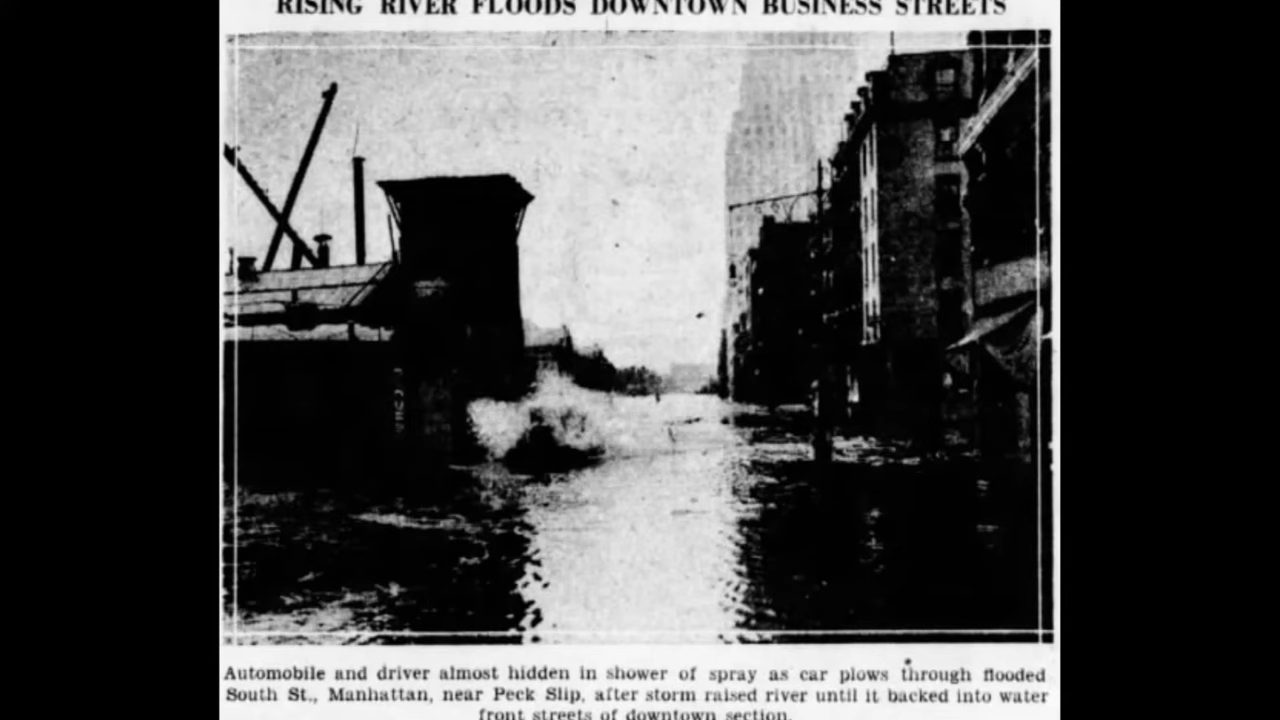 RISING RIVER FLOODS DOWNTOWN BUSINESS STREETS
Automobile and driver almost hidden in shower of spray as car plows through flooded
South St., Manhattan, near Peck Slip, after storm raised river until it backed into water
front streets of downtown section.